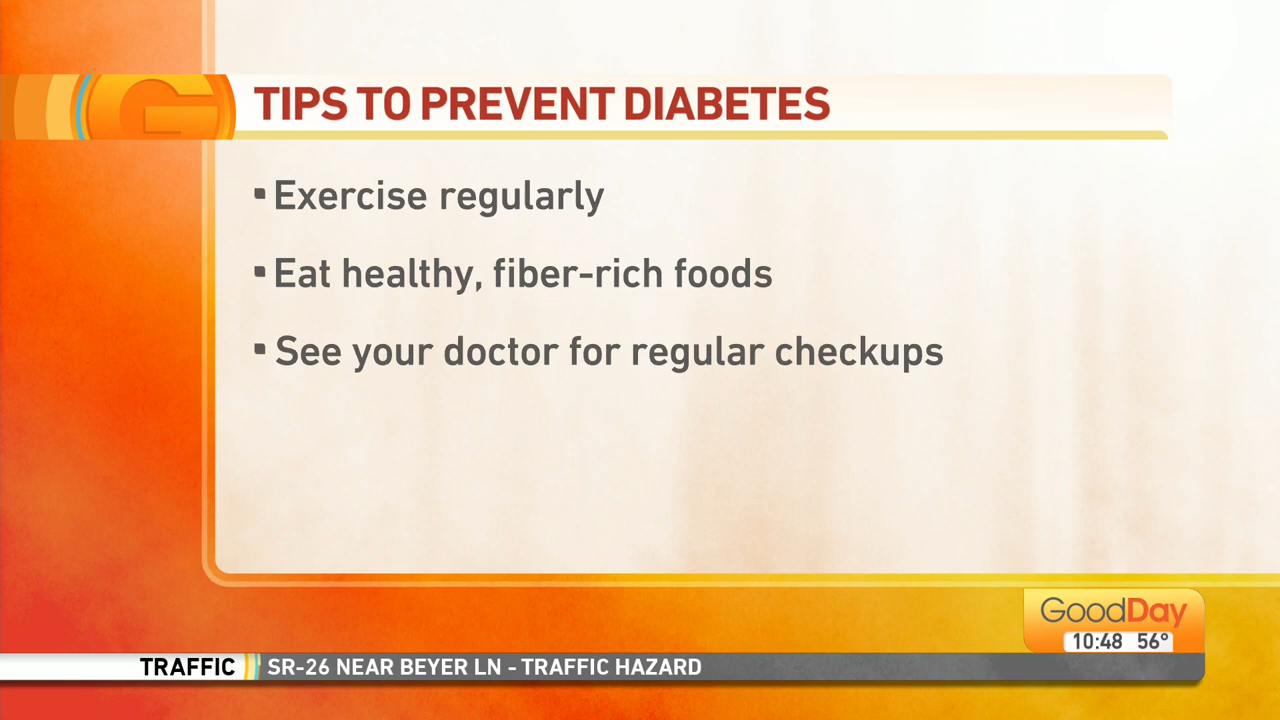 G
TIPS TO PREVENT DIABETES
▪ Exercise regularly
▪ Eat healthy, fiber-rich foods
▪ See your doctor for regular checkups
GoodDay
10:48 56°
TRAFFIC SR-26 NEAR BEYER LN - TRAFFIC HAZARD